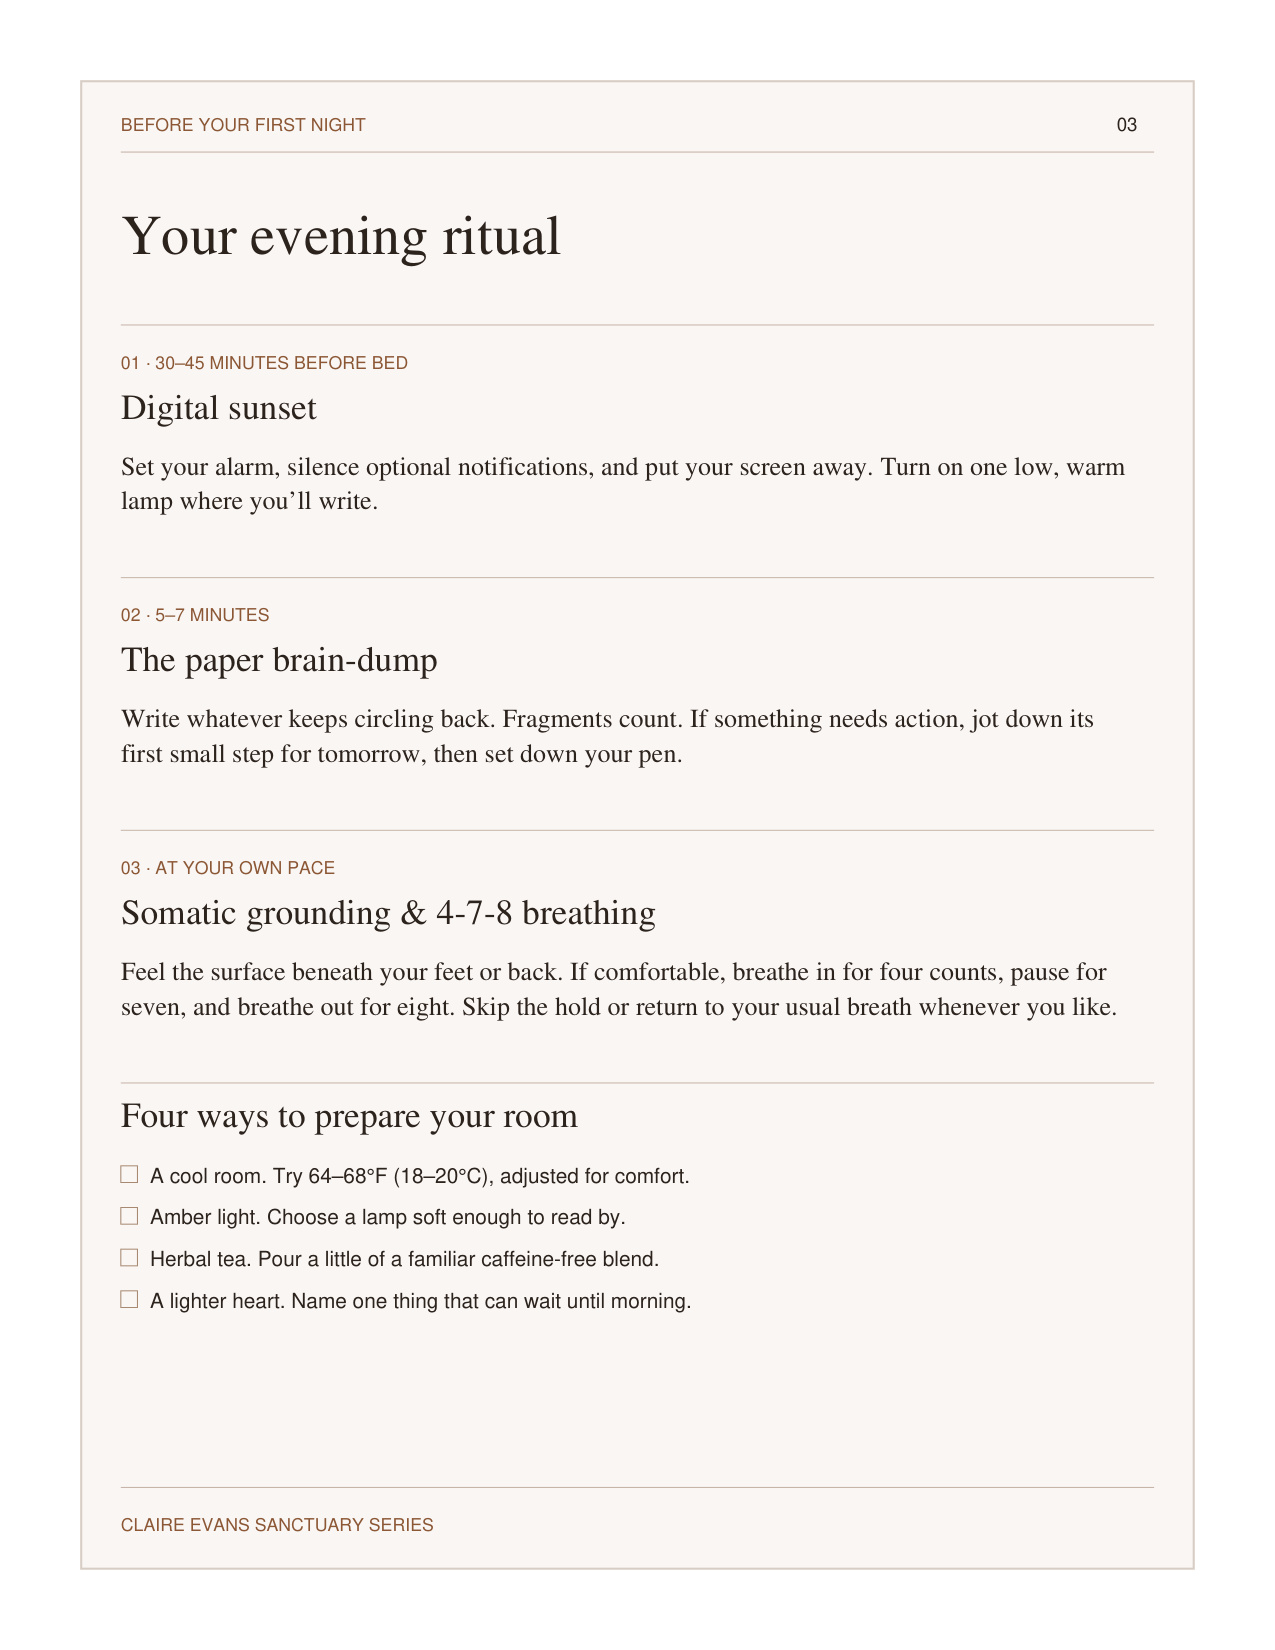 BEFORE YOUR FIRST NIGHT
03
Your evening ritual
01 · 30–45 MINUTES BEFORE BED
Digital sunset
Set your alarm, silence optional notifications, and put your screen away. Turn on one low, warm
lamp where you’ll write.
02 · 5–7 MINUTES
The paper brain-dump
Write whatever keeps circling back. Fragments count. If something needs action, jot down its
first small step for tomorrow, then set down your pen.
03 · AT YOUR OWN PACE
Somatic grounding & 4-7-8 breathing
Feel the surface beneath your feet or back. If comfortable, breathe in for four counts, pause for
seven, and breathe out for eight. Skip the hold or return to your usual breath whenever you like.
Four ways to prepare your room
A cool room. Try 64–68°F (18–20°C), adjusted for comfort.
Amber light. Choose a lamp soft enough to read by.
Herbal tea. Pour a little of a familiar caffeine-free blend.
A lighter heart. Name one thing that can wait until morning.
CLAIRE EVANS SANCTUARY SERIES